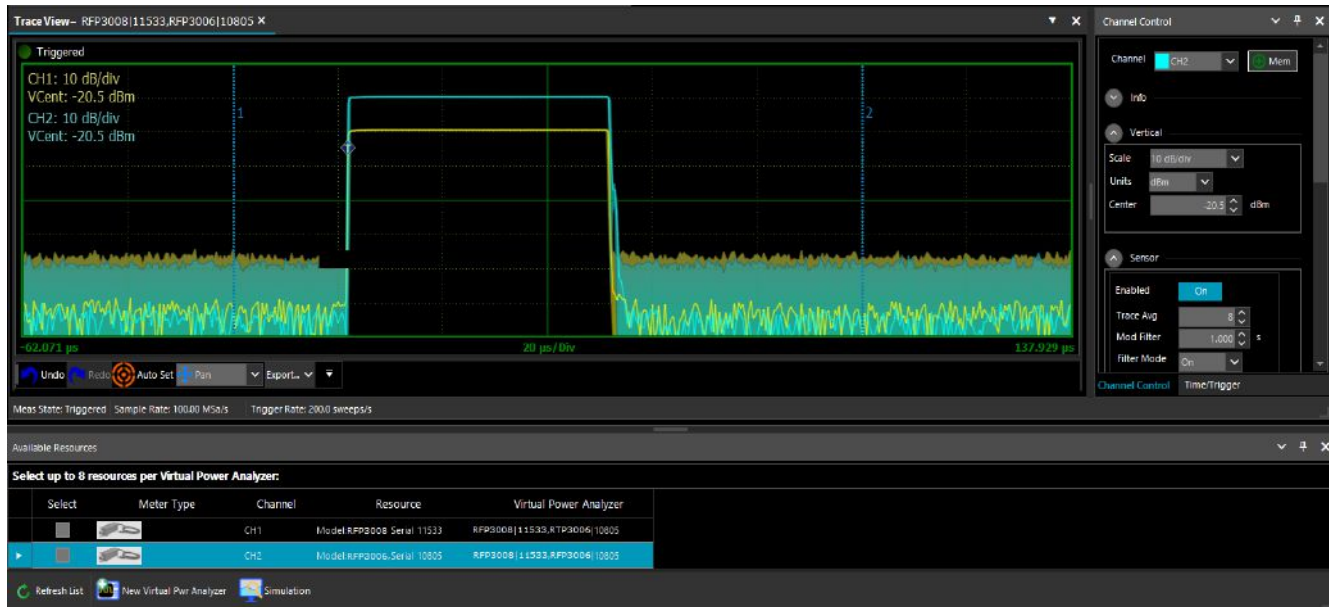 Trace View– RFP3008|11533,RFP3006|10805 ×
Channel Control
Triggered
CH1: 10 dB/div
VCent: -20.5 dBm
CH2: 10 dB/div
VCent: -20.5 dBm
1
2
-62.071 µs
20 µs/Div
137.929 µs
Undo Redo Auto Set Pan Export...
Meas State: Triggered Sample Rate: 100.00 MSa/s Trigger Rate: 200.0 sweeps/s
Channel CH2 Mem
Info
Vertical
Scale 10 dB/div
Units dBm
Center -20.5 dBm
Sensor
Enabled On
Trace Avg 8
Mod Filter 1.000 s
Filter Mode On
Channel Control Time/Trigger
Available Resources
Select up to 8 resources per Virtual Power Analyzer:
Select Meter Type Channel Resource Virtual Power Analyzer
CH1 Model:RFP3008 Serial 11533 RFP3008|11533,RTP3006|10805
CH2 Model:RFP3006,Serial 10805 RFP3008|11533,RFP3006|10805
Refresh List New Virtual Pwr Analyzer Simulation